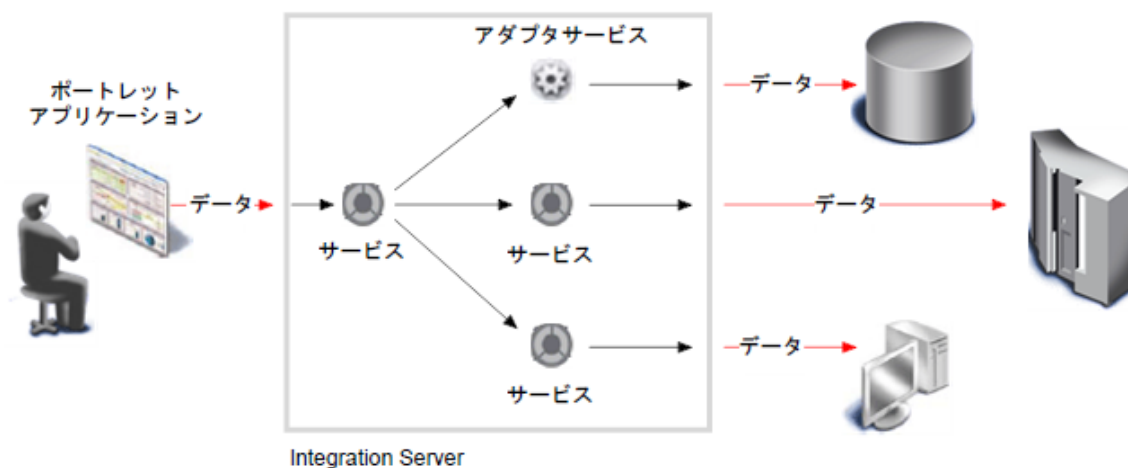 アダプタサービス
ポートレット
アプリケーション
データ
データ
サービス
サービス
データ
サービス
データ
Integration Server